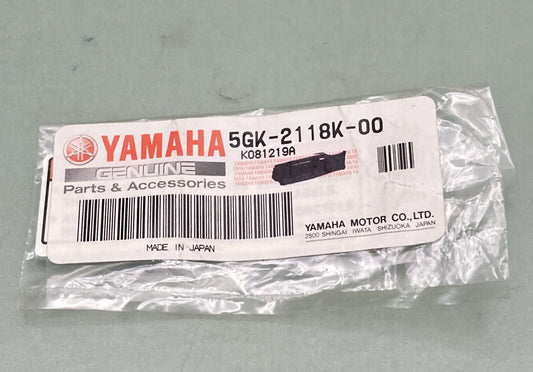 YAMAHA
GENUINE
Parts & Accessories
5GK-2118K-00
K081219A
MADE IN JAPAN
YAMAHA MOTOR CO.,LTD.
2500 SHINGAI IWATA SHIZUOKA JAPAN